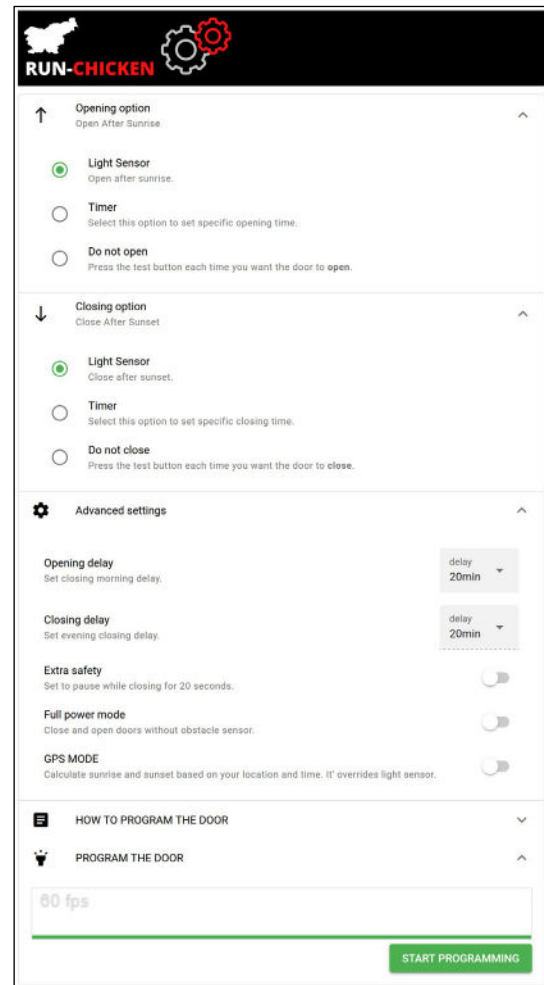 RUN-CHICKEN
Opening option
Open After Sunrise
Light Sensor
Open after sunrise.
Timer
Select this option to set specific opening time.
Do not open
Press the test button each time you want the door to open.
Closing option
Close After Sunset
Light Sensor
Close after sunset.
Timer
Select this option to set specific closing time.
Do not close
Press the test button each time you want the door to close.
Advanced settings
Opening delay
Set closing morning delay.
delay
20min
Closing delay
Set evening closing delay.
delay
20min
Extra safety
Set to pause while closing for 20 seconds.
Full power mode
Close and open doors without obstacle sensor.
GPS MODE
Calculate sunrise and sunset based on your location and time. It' overrides light sensor.
HOW TO PROGRAM THE DOOR
PROGRAM THE DOOR
60 fps
START PROGRAMMING